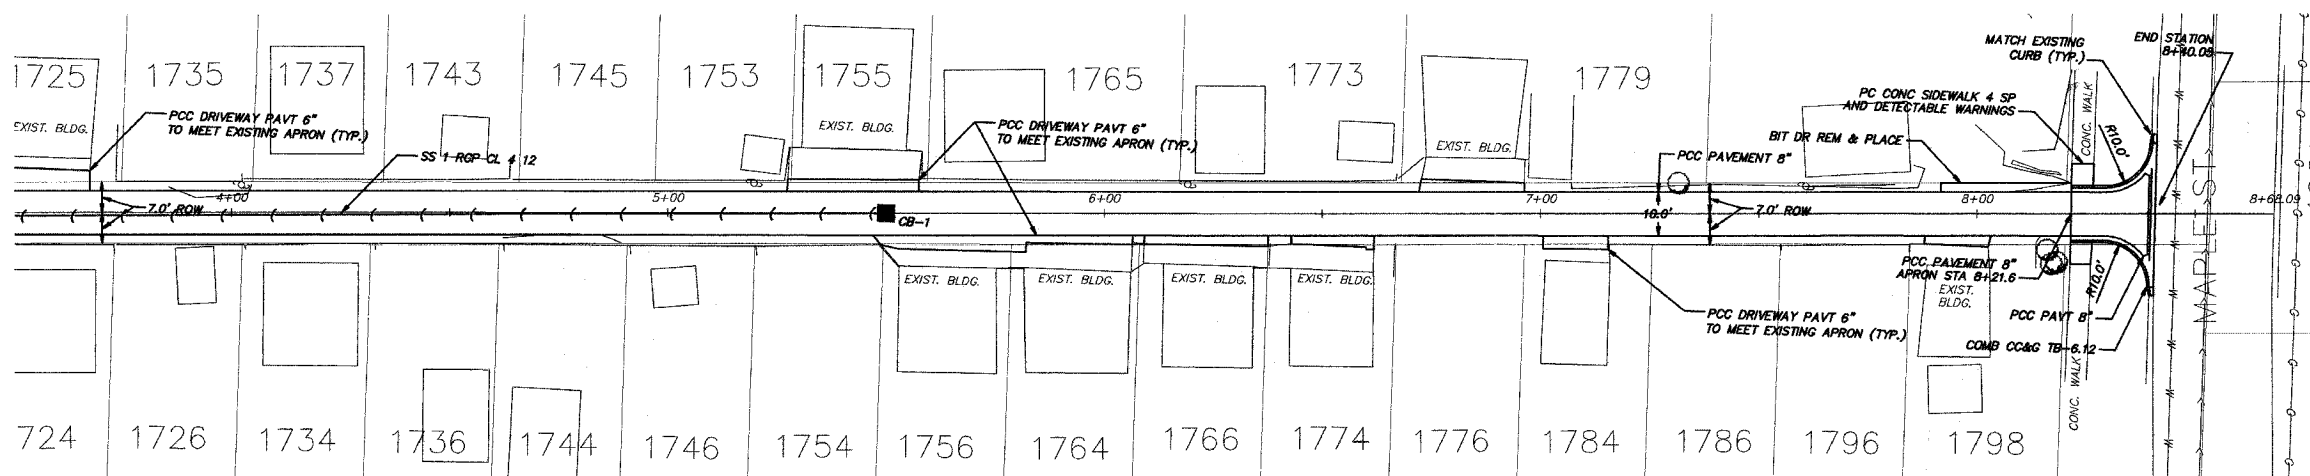 1725
1735
1737
1743
1745
1753
1755
1765
1773
1779
MATCH EXISTING
CURB (TYP.)
END STATION
8+40.09
PC CONC SIDEWALK 4 SP
AND DETECTABLE WARNINGS
CONC. WALK
R10.0'
BIT DR REM & PLACE
PCC DRIVEWAY PAVT 6"
TO MEET EXISTING APRON (TYP.)
EXIST. BLDG.
EXIST. BLDG.
PCC DRIVEWAY PAVT 6"
TO MEET EXISTING APRON (TYP.)
EXIST. BLDG.
SS 1 RCP CL 4 12
PCC PAVEMENT 8"
4+00
5+00
6+00
7+00
8+00
8+68.09
7.0' ROW
CB-1
10.0'
7.0' ROW
MAPLE ST
EXIST. BLDG.
EXIST. BLDG.
EXIST. BLDG.
EXIST. BLDG.
PCC PAVEMENT 8"
APRON STA 8+21.6
EXIST.
BLDG.
R10.0'
PCC DRIVEWAY PAVT 6"
TO MEET EXISTING APRON (TYP.)
PCC PAVT 8"
COMB CC&G TB-6.12
CONC. WALK
724
1726
1734
1736
1744
1746
1754
1756
1764
1766
1774
1776
1784
1786
1796
1798